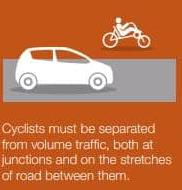 Cyclists must be separated
from volume traffic, both at
junctions and on the stretches
of road between them.